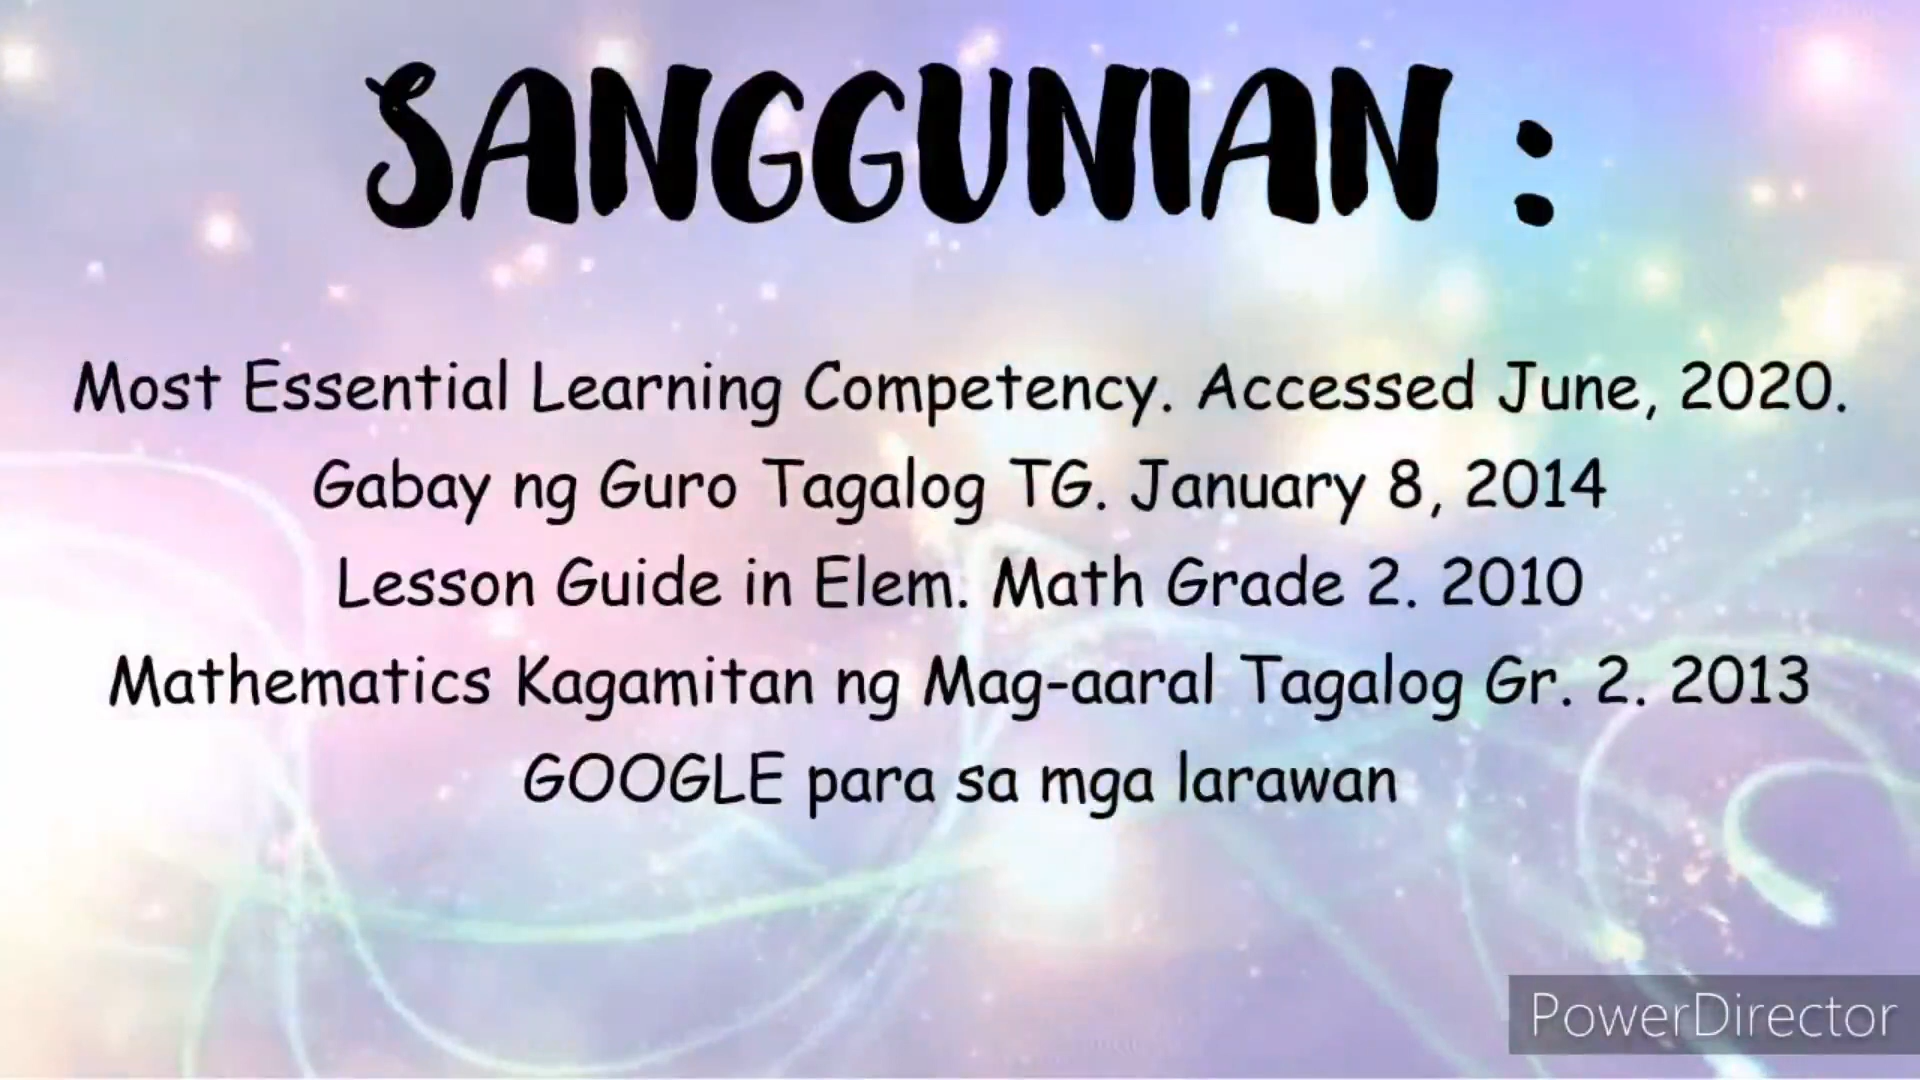 SANGGUNIAN :
Most Essential Learning Competency. Accessed June, 2020.
Gabay ng Guro Tagalog TG. January 8, 2014
Lesson Guide in Elem. Math Grade 2. 2010
Mathematics Kagamitan ng Mag-aaral Tagalog Gr. 2. 2013
GOOGLE para sa mga larawan
PowerDirector